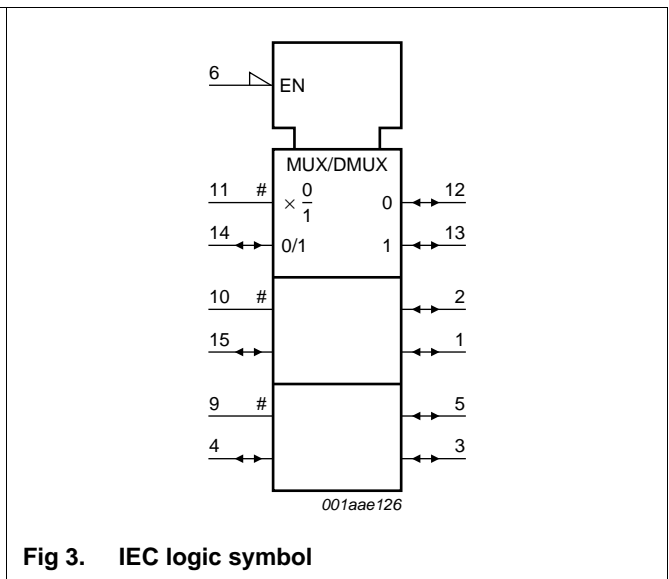 6
EN
MUX/DMUX
11 # × 0/1 0 12
14 0/1 1 13
10 # 2
15 1
9 # 5
4 3
001aae126
Fig 3. IEC logic symbol